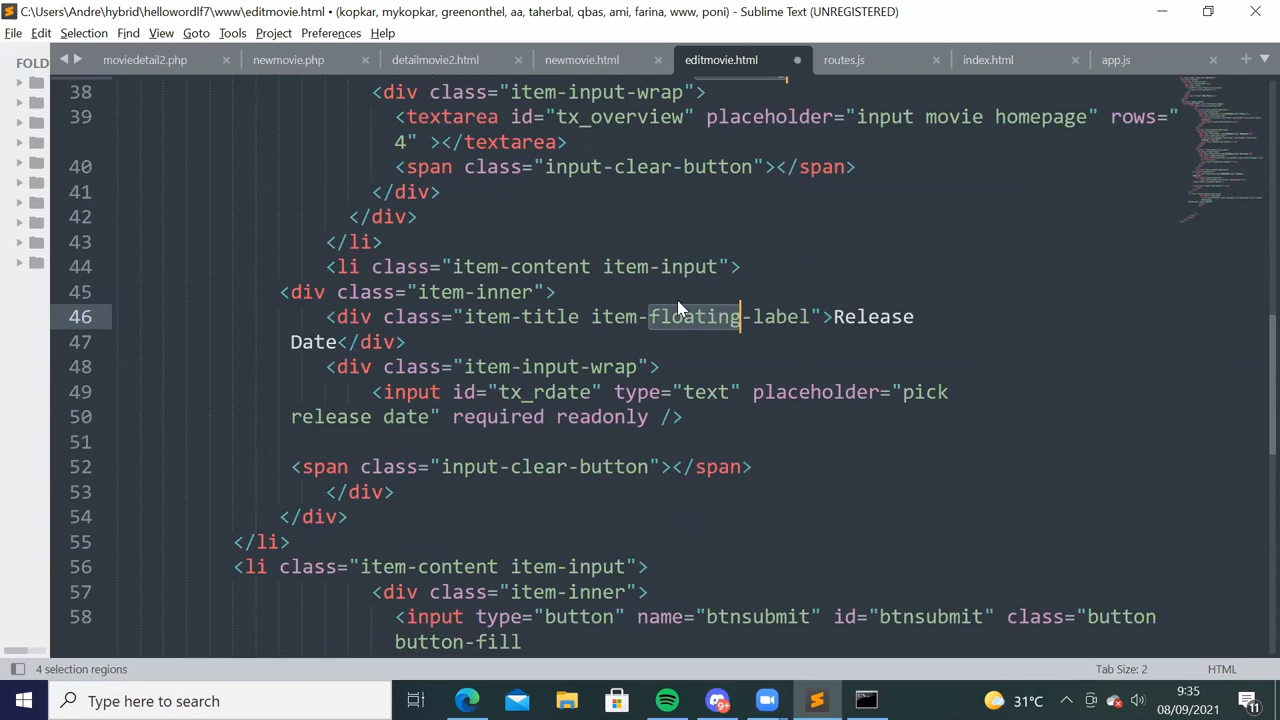 C:\Users\Andre\hybrid\hellowordlf7\www\editmovie.html • (kopkar, mykopkar, greenonthel, aa, taherbal, qbas, ami, farina, www, poni) - Sublime Text (UNREGISTERED)
File Edit Selection Find View Goto Tools Project Preferences Help
FOLD
moviedetail2.php newmovie.php detailmovie2.html newmovie.html editmovie.html routes.js index.html app.js
38 <div class="item-input-wrap">
39 <textarea id="tx_overview" placeholder="input movie homepage" rows="
4" ></textarea>
40 <span class="input-clear-button"></span>
41 </div>
42 </div>
43 </li>
44 <li class="item-content item-input">
45 <div class="item-inner">
46 <div class="item-title item-floating-label">Release
47 Date</div>
48 <div class="item-input-wrap">
49 <input id="tx_rdate" type="text" placeholder="pick
50 release date" required readonly />
51
52 <span class="input-clear-button"></span>
53 </div>
54 </div>
55 </li>
56 <li class="item-content item-input">
57 <div class="item-inner">
58 <input type="button" name="btnsubmit" id="btnsubmit" class="button
button-fill
4 selection regions Tab Size: 2 HTML
Type here to search 9+ 31°C 9:35
08/09/2021 11